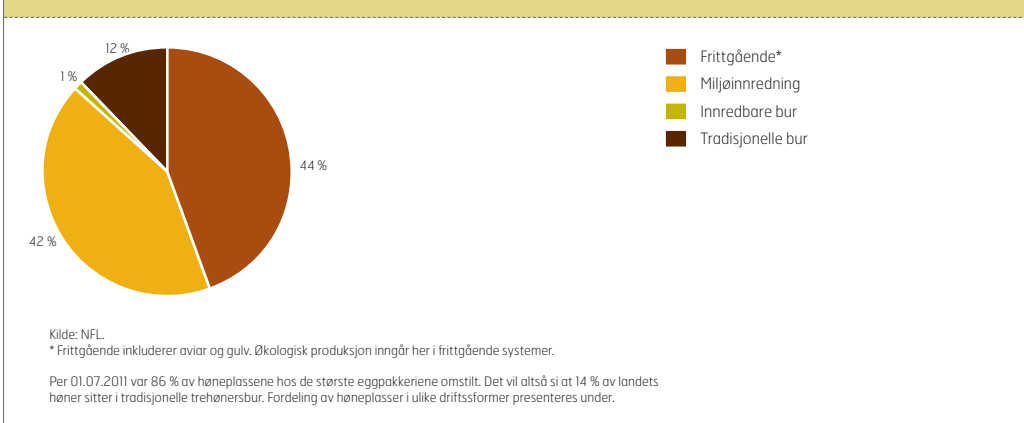 12 %
1 %
44 %
42 %
Frittgående*
Miljøinnredning
Innredbare bur
Tradisjonelle bur
Kilde: NFL.
* Frittgående inkluderer aviar og gulv. Økologisk produksjon inngår her i frittgående systemer.
Per 01.07.2011 var 86 % av høneplassene hos de største eggpakkeriene omstilt. Det vil altså si at 14 % av landets
høner sitter i tradisjonelle trehønersbur. Fordeling av høneplasser i ulike driftssformer presenteres under.